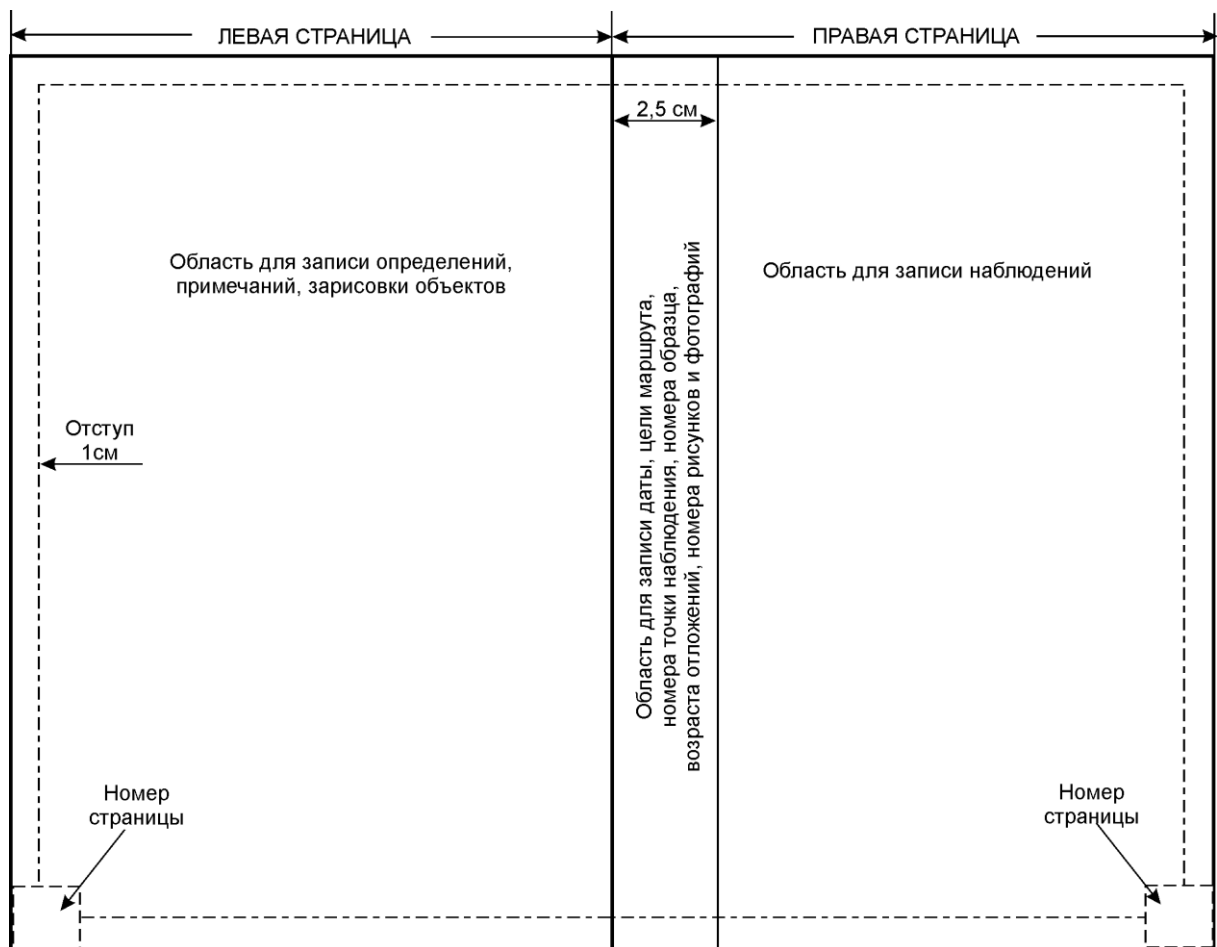 ЛЕВАЯ СТРАНИЦА
ПРАВАЯ СТРАНИЦА
2,5 см
Область для записи определений,
примечаний, зарисовки объектов
Область для записи наблюдений
Область для записи даты, цели маршрута,
номера точки наблюдения, номера образца,
возраста отложений, номера рисунков и фотографий
Отступ
1см
Номер
страницы
Номер
страницы